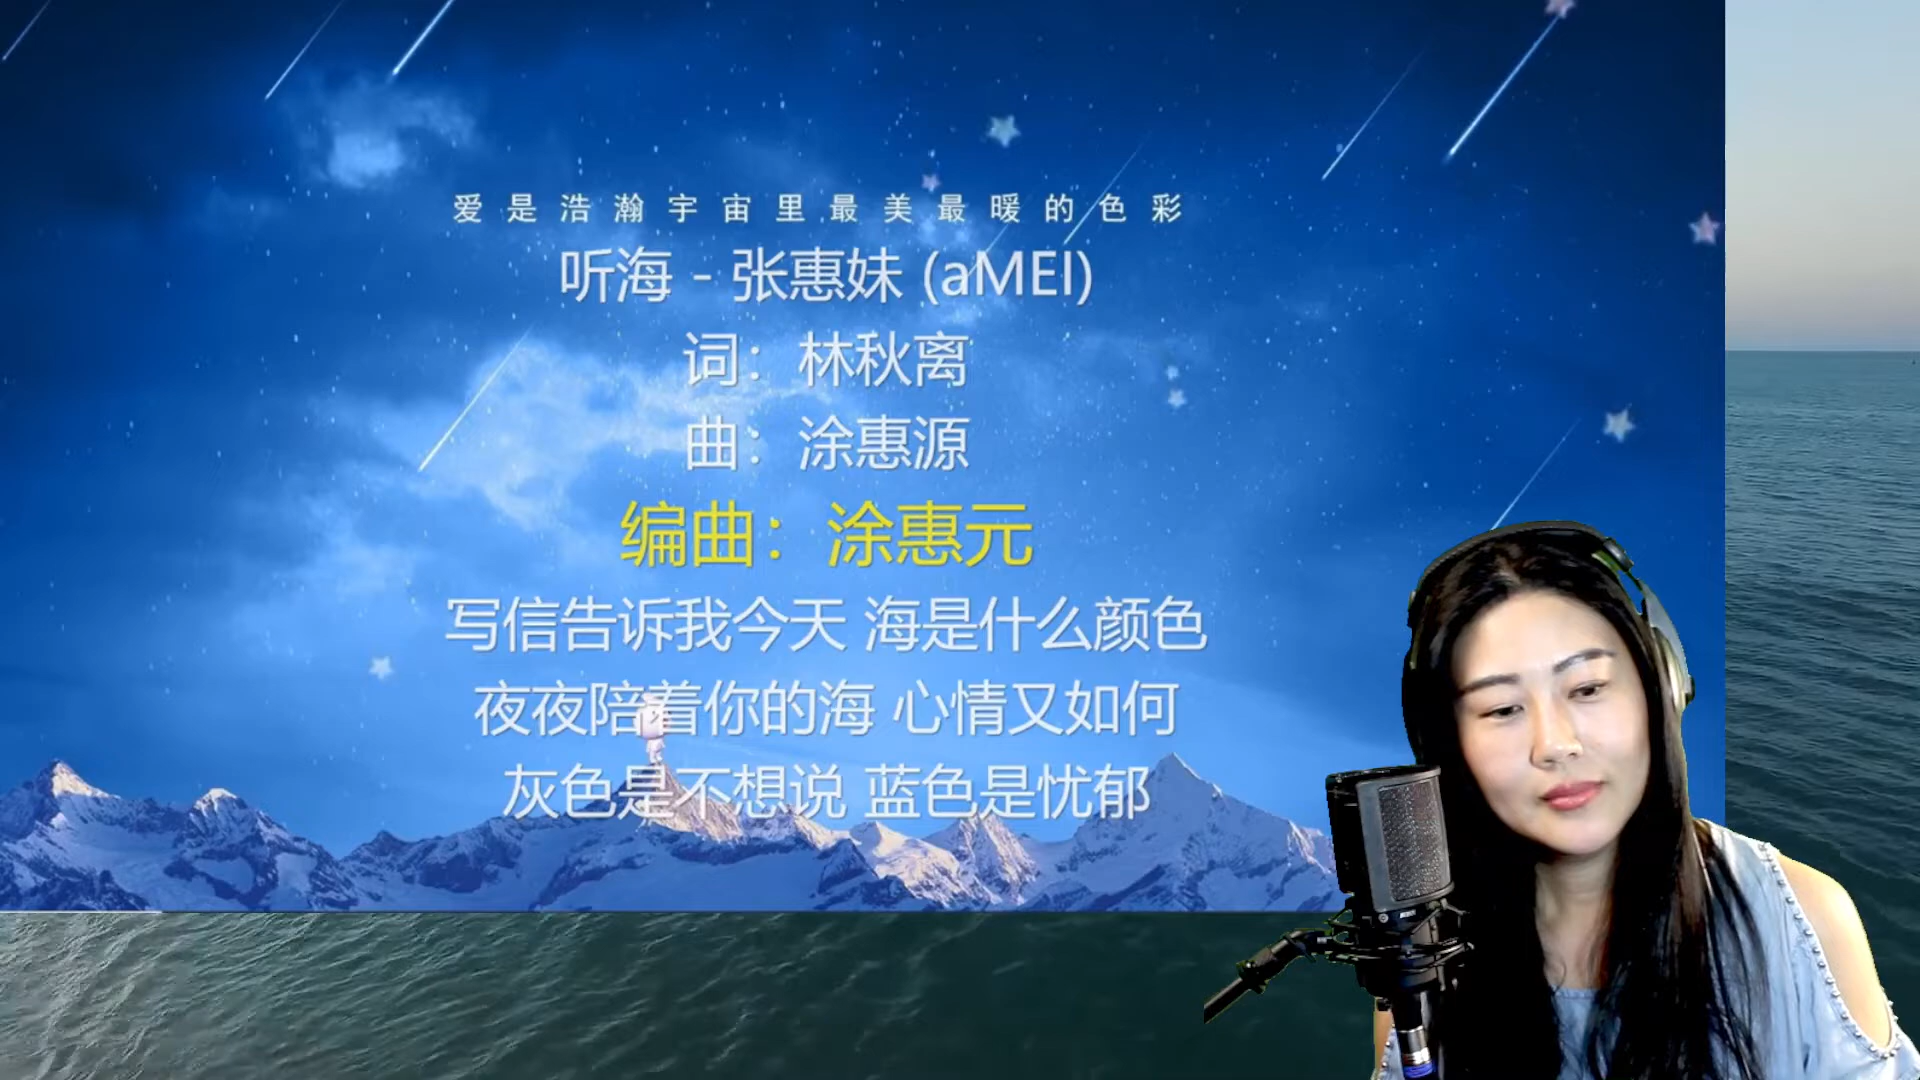 爱是浩瀚宇宙里最美最暖的色彩
听海 - 张惠妹 (aMEI)
词：林秋离
曲：涂惠源
编曲：涂惠元
写信告诉我今天 海是什么颜色
夜夜陪着你的海 心情又如何
灰色是不想说 蓝色是忧郁